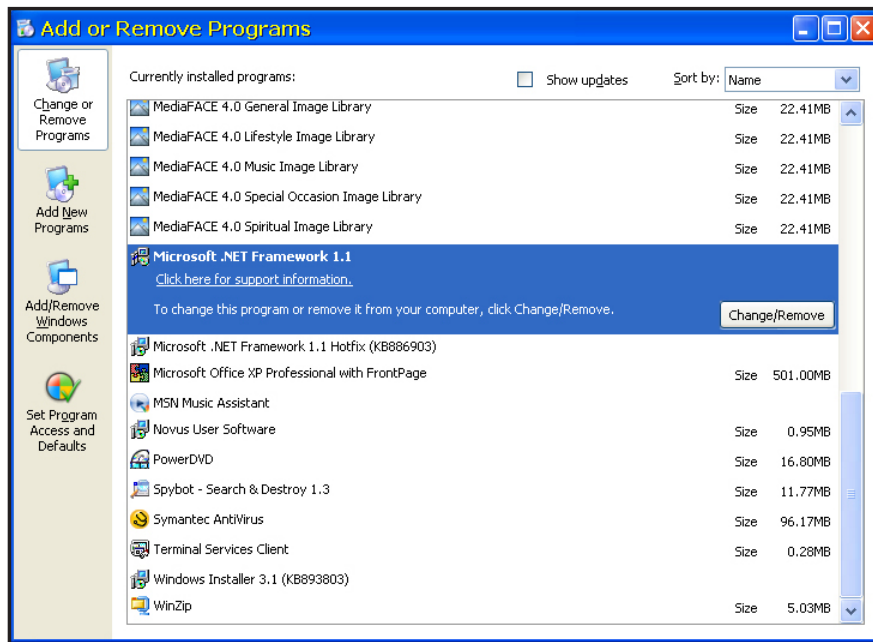 Add or Remove Programs
Change or
Remove
Programs
Add New
Programs
Add/Remove
Windows
Components
Set Program
Access and
Defaults
Currently installed programs:
Show updates
Sort by: Name
MediaFACE 4.0 General Image Library Size 22.41MB
MediaFACE 4.0 Lifestyle Image Library Size 22.41MB
MediaFACE 4.0 Music Image Library Size 22.41MB
MediaFACE 4.0 Special Occasion Image Library Size 22.41MB
MediaFACE 4.0 Spiritual Image Library Size 22.41MB
Microsoft .NET Framework 1.1
Click here for support information.
To change this program or remove it from your computer, click Change/Remove. Change/Remove
Microsoft .NET Framework 1.1 Hotfix (KB886903)
Microsoft Office XP Professional with FrontPage Size 501.00MB
MSN Music Assistant
Novus User Software Size 0.95MB
PowerDVD Size 16.80MB
Spybot - Search & Destroy 1.3 Size 11.77MB
Symantec AntiVirus Size 96.17MB
Terminal Services Client Size 0.28MB
Windows Installer 3.1 (KB893803)
WinZip Size 5.03MB